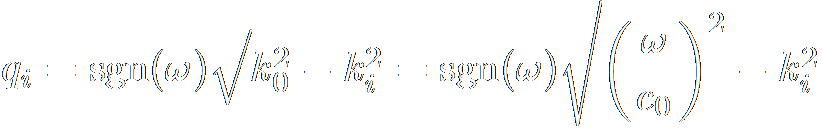 q_i = sgn(ω)√(k_0^2 − k_i^2) = sgn(ω)√((ω/c_0)^2 − k_i^2)